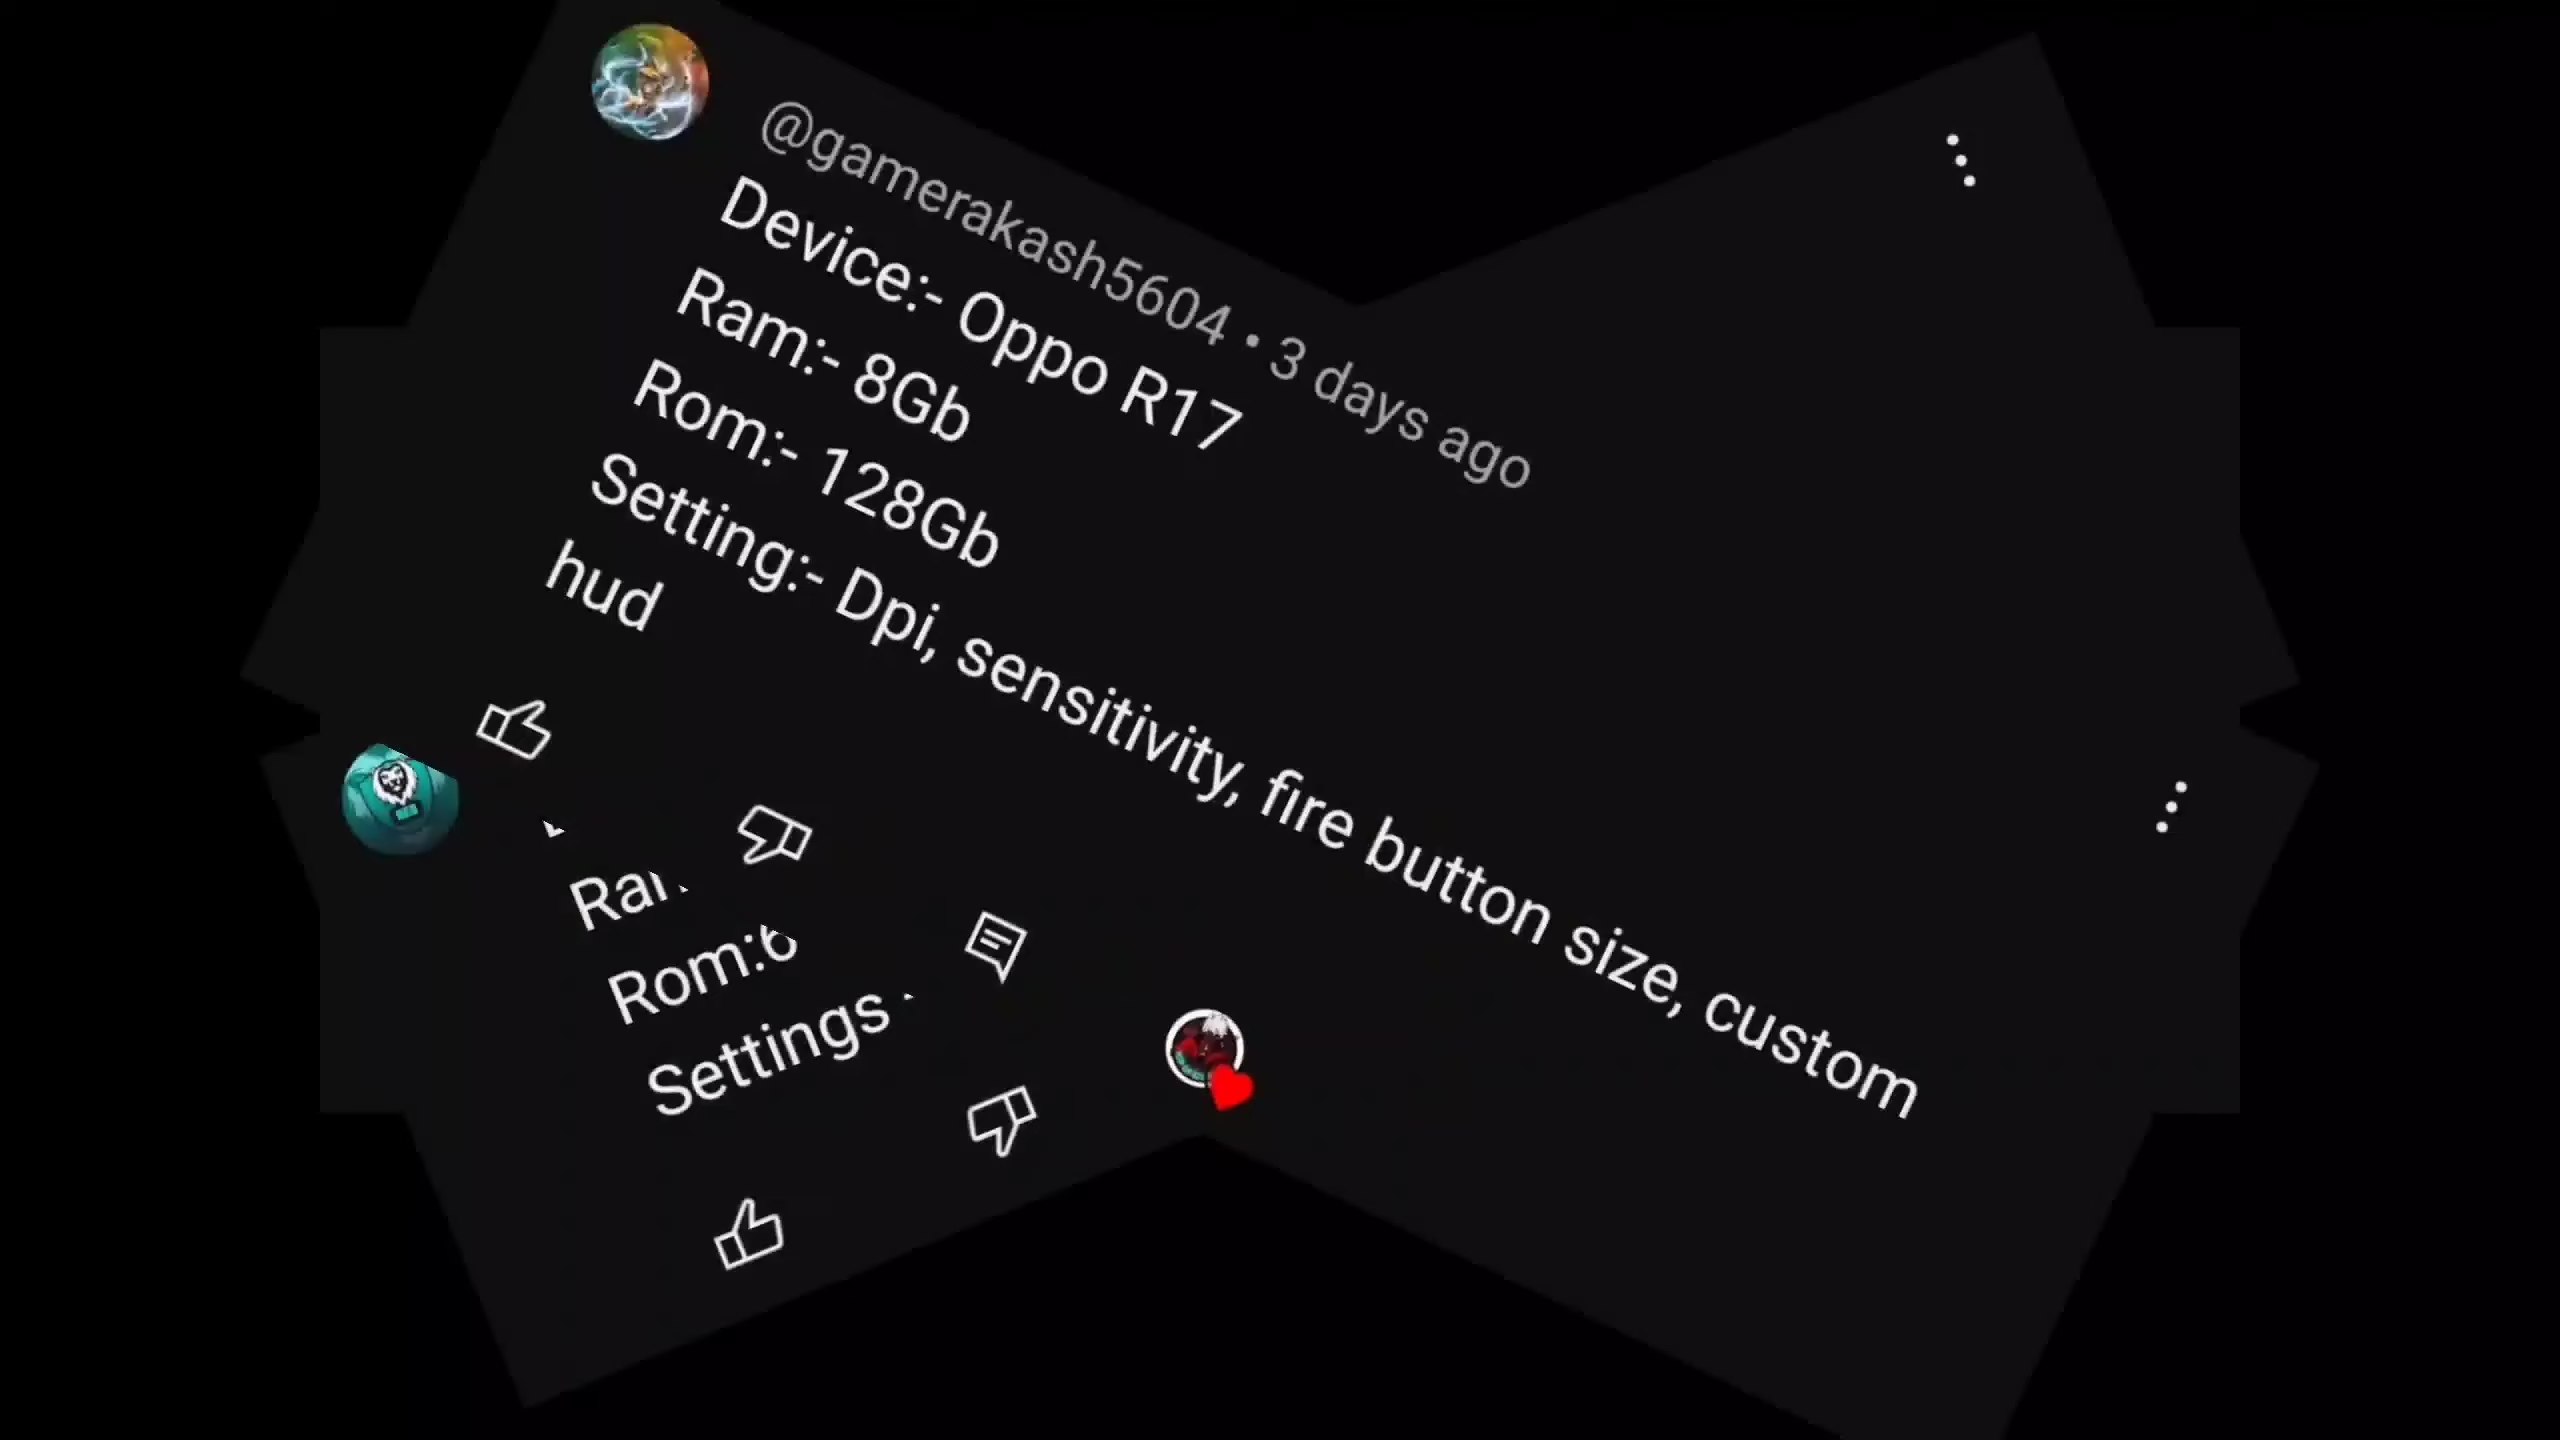 @gamerakash5604 • 3 days ago
Device:- Oppo R17
Ram:- 8Gb
Rom:- 128Gb
Setting:- Dpi, sensitivity, fire button size, custom
hud
Rom:6
Settings